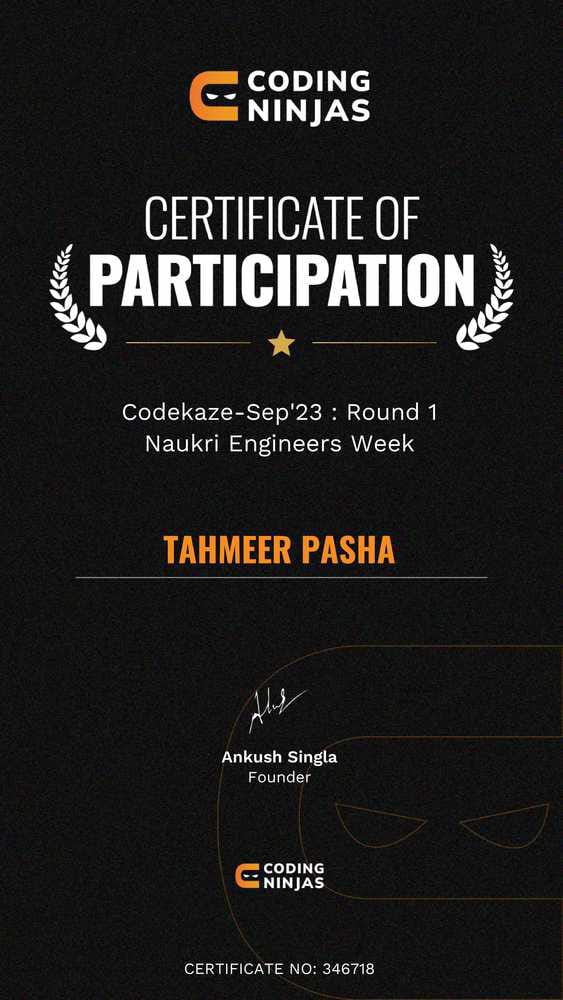 CODING
NINJAS
CERTIFICATE OF
PARTICIPATION
Codekaze-Sep'23 : Round 1
Naukri Engineers Week
TAHMEER PASHA
Ankush Singla
Founder
CODING
NINJAS
CERTIFICATE NO: 346718